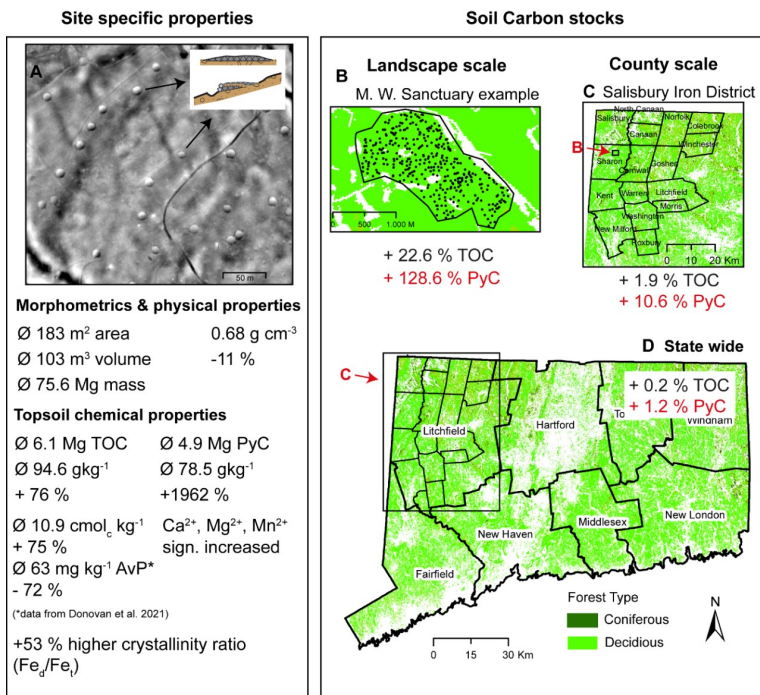 Site specific properties
A
50 m
Morphometrics & physical properties
Ø 183 m² area
0.68 g cm⁻³
Ø 103 m³ volume
-11 %
Ø 75.6 Mg mass
Topsoil chemical properties
Ø 6.1 Mg TOC
Ø 4.9 Mg PyC
Ø 94.6 gkg⁻¹
Ø 78.5 gkg⁻¹
+ 76 %
+1962 %
Ø 10.9 cmolc kg⁻¹
Ca²⁺, Mg²⁺, Mn²⁺
+ 75 %
sign. increased
Ø 63 mg kg⁻¹ AvP*
- 72 %
(*data from Donovan et al. 2021)
+53 % higher crystallinity ratio
(Fed/Fet)
Soil Carbon stocks
B
Landscape scale
M. W. Sanctuary example
0 500 1.000 M
+ 22.6 % TOC
+ 128.6 % PyC
County scale
C Salisbury Iron District
North Canaan
Salisbury
Norfolk
Colebrook
Canaan
Winchester
B
Sharon
Goshen
Cornwall
Kent
Warren
Litchfield
Morris
Washington
New Milford
Roxbury
0 10 20 Km
+ 1.9 % TOC
+ 10.6 % PyC
D State wide
C
+ 0.2 % TOC
+ 1.2 % PyC
To
Windham
Litchfield
Hartford
New Haven
Middlesex
New London
Fairfield
Forest Type
Coniferous
Decidious
N
0 15 30 Km